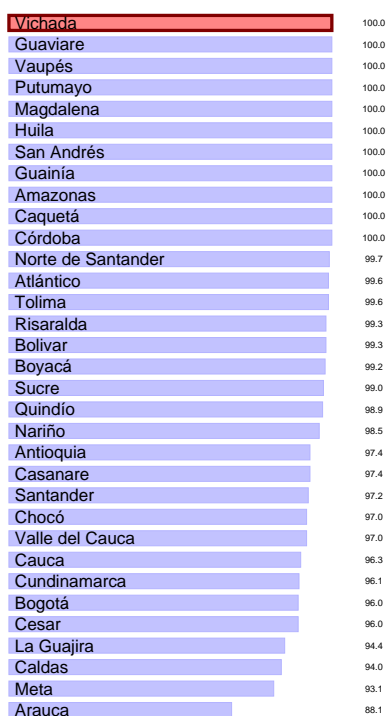 Vichada 100.0
Guaviare 100.0
Vaupés 100.0
Putumayo 100.0
Magdalena 100.0
Huila 100.0
San Andrés 100.0
Guainía 100.0
Amazonas 100.0
Caquetá 100.0
Córdoba 100.0
Norte de Santander 99.7
Atlántico 99.6
Tolima 99.6
Risaralda 99.3
Bolivar 99.3
Boyacá 99.2
Sucre 99.0
Quindío 98.9
Nariño 98.5
Antioquia 97.4
Casanare 97.4
Santander 97.2
Chocó 97.0
Valle del Cauca 97.0
Cauca 96.3
Cundinamarca 96.1
Bogotá 96.0
Cesar 96.0
La Guajira 94.4
Caldas 94.0
Meta 93.1
Arauca 88.1